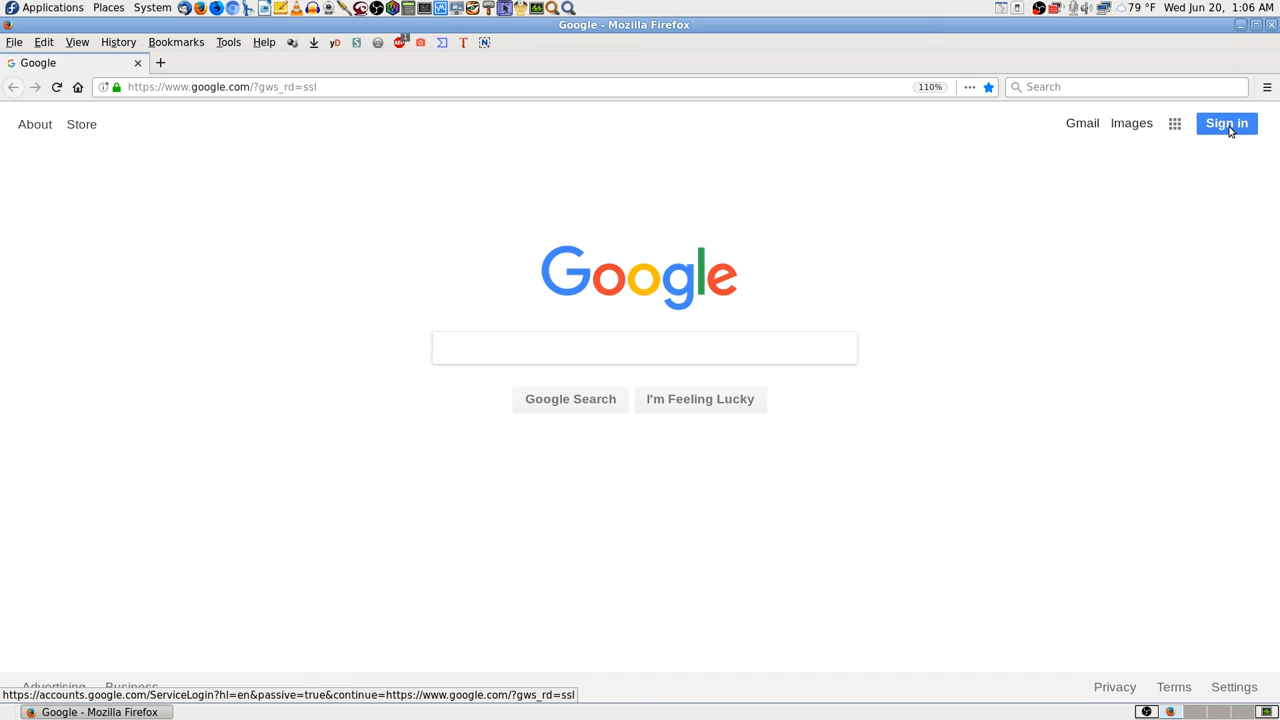 Applications Places System 79 °F Wed Jun 20, 1:06 AM
Google - Mozilla Firefox
File Edit View History Bookmarks Tools Help yD 1 S T N
Google
https://www.google.com/?gws_rd=ssl 110% Search
About Store Gmail Images Sign in
Google
Google Search I'm Feeling Lucky
Advertising Business Privacy Terms Settings
https://accounts.google.com/ServiceLogin?hl=en&passive=true&continue=https://www.google.com/?gws_rd=ssl
Google - Mozilla Firefox